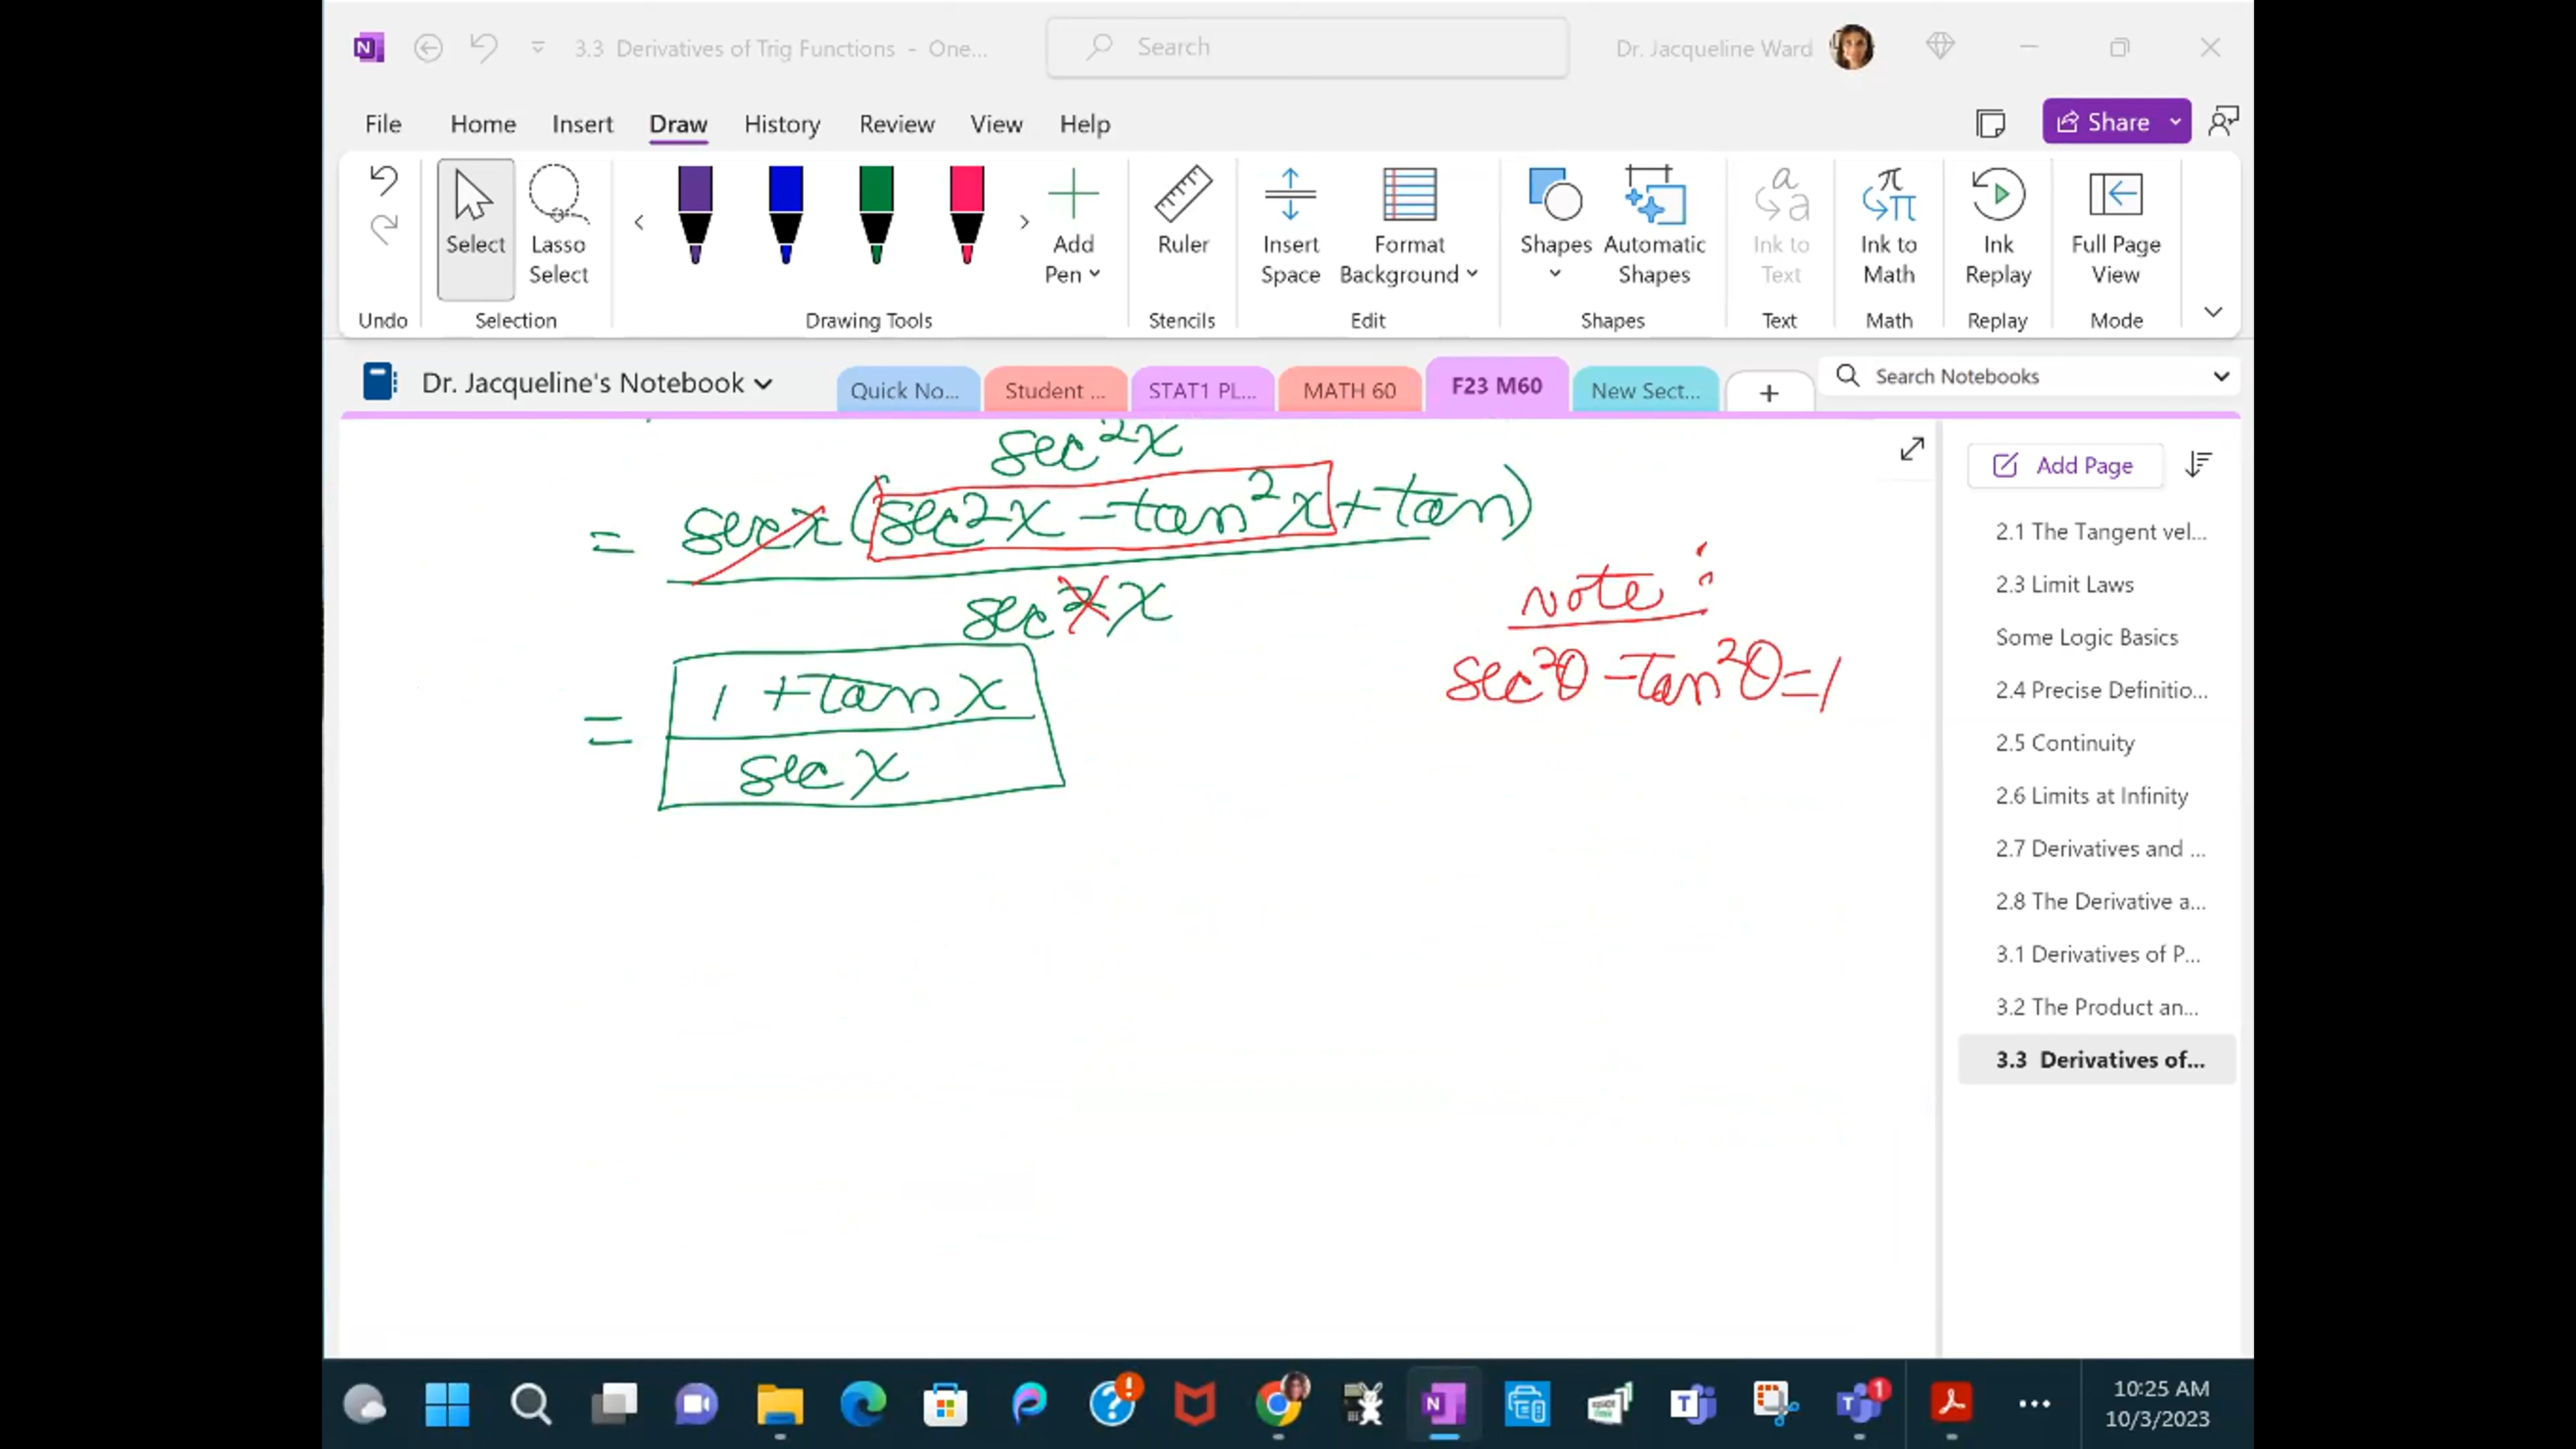 3.3 Derivatives of Trig Functions - One...
Search
Dr. Jacqueline Ward
File Home Insert Draw History Review View Help
Share
Select
Lasso Select
Add Pen
Ruler
Insert Space
Format Background
Shapes
Automatic Shapes
Ink to Text
Ink to Math
Ink Replay
Full Page View
Undo Selection Drawing Tools Stencils Edit Shapes Text Math Replay Mode
Dr. Jacqueline's Notebook
Quick No... Student ... STAT1 PL... MATH 60 F23 M60 New Sect... +
Search Notebooks
sec²x
= secx(sec²x - tan²x + tan)
sec²x
= 1 + tan x
sec x
note :
sec²θ - tan²θ = 1
Add Page
2.1 The Tangent vel...
2.3 Limit Laws
Some Logic Basics
2.4 Precise Definitio...
2.5 Continuity
2.6 Limits at Infinity
2.7 Derivatives and ...
2.8 The Derivative a...
3.1 Derivatives of P...
3.2 The Product an...
3.3 Derivatives of...
10:25 AM
10/3/2023